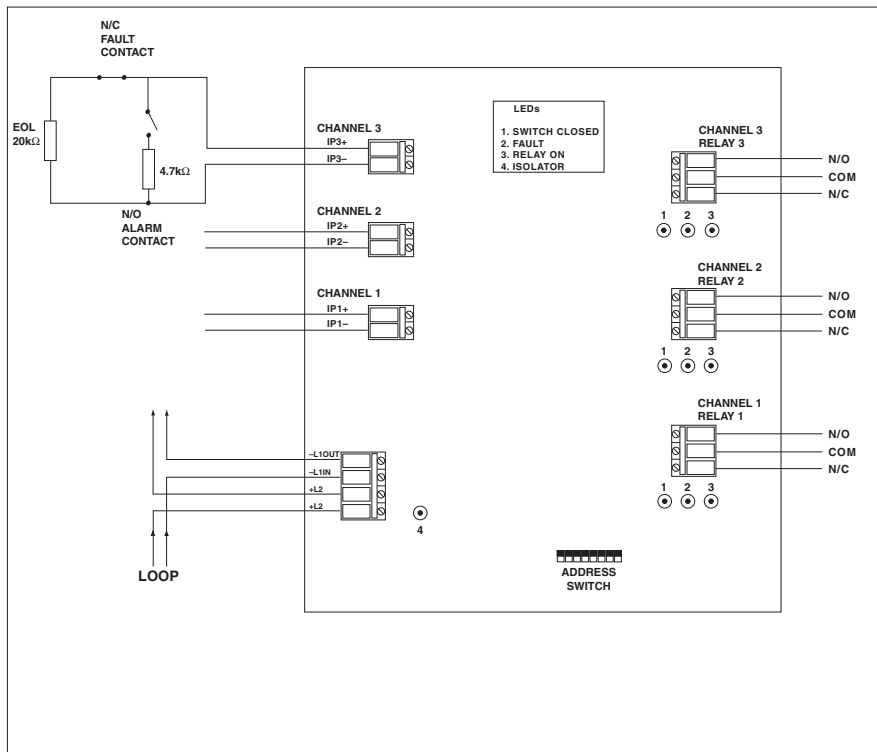 N/C
FAULT
CONTACT
EOL
20kΩ
4.7kΩ
N/O
ALARM
CONTACT
CHANNEL 3
IP3+
IP3–
CHANNEL 2
IP2+
IP2–
CHANNEL 1
IP1+
IP1–
–L1OUT
–L1IN
+L2
+L2
LOOP
4
LEDs
1. SWITCH CLOSED
2. FAULT
3. RELAY ON
4. ISOLATOR
CHANNEL 3
RELAY 3
N/O
COM
N/C
1 2 3
CHANNEL 2
RELAY 2
N/O
COM
N/C
1 2 3
CHANNEL 1
RELAY 1
N/O
COM
N/C
1 2 3
ADDRESS
SWITCH